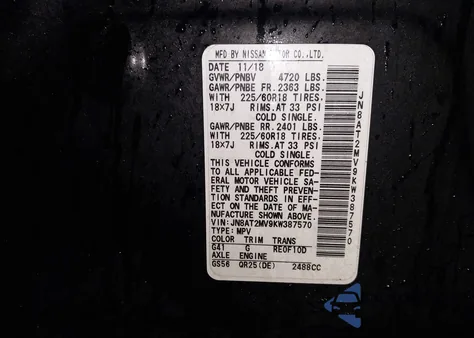 MFD BY NISSAN MOTOR CO.,LTD.
DATE 11/18
GVWR/PNBV 4720 LBS.
GAWR/PNBE FR. 2363 LBS.
WITH 225/60R18 TIRES.
18X7J RIMS.AT 33 PSI
COLD SINGLE.
GAWR/PNBE RR. 2401 LBS.
WITH 225/60R18 TIRES.
18X7J RIMS.AT 33 PSI
COLD SINGLE.
THIS VEHICLE CONFORMS
TO ALL APPLICABLE FED-
ERAL MOTOR VEHICLE SA-
FETY AND THEFT PREVEN-
TION STANDARDS IN EFF-
ECT ON THE DATE OF MA-
NUFACTURE SHOWN ABOVE.
VIN:JN8AT2MV9KW387570
TYPE:MPV
COLOR TRIM TRANS
G41 G RE0F10D
AXLE ENGINE
GS56 QR25(DE) 2488CC
JN8AT2MV9KW387570